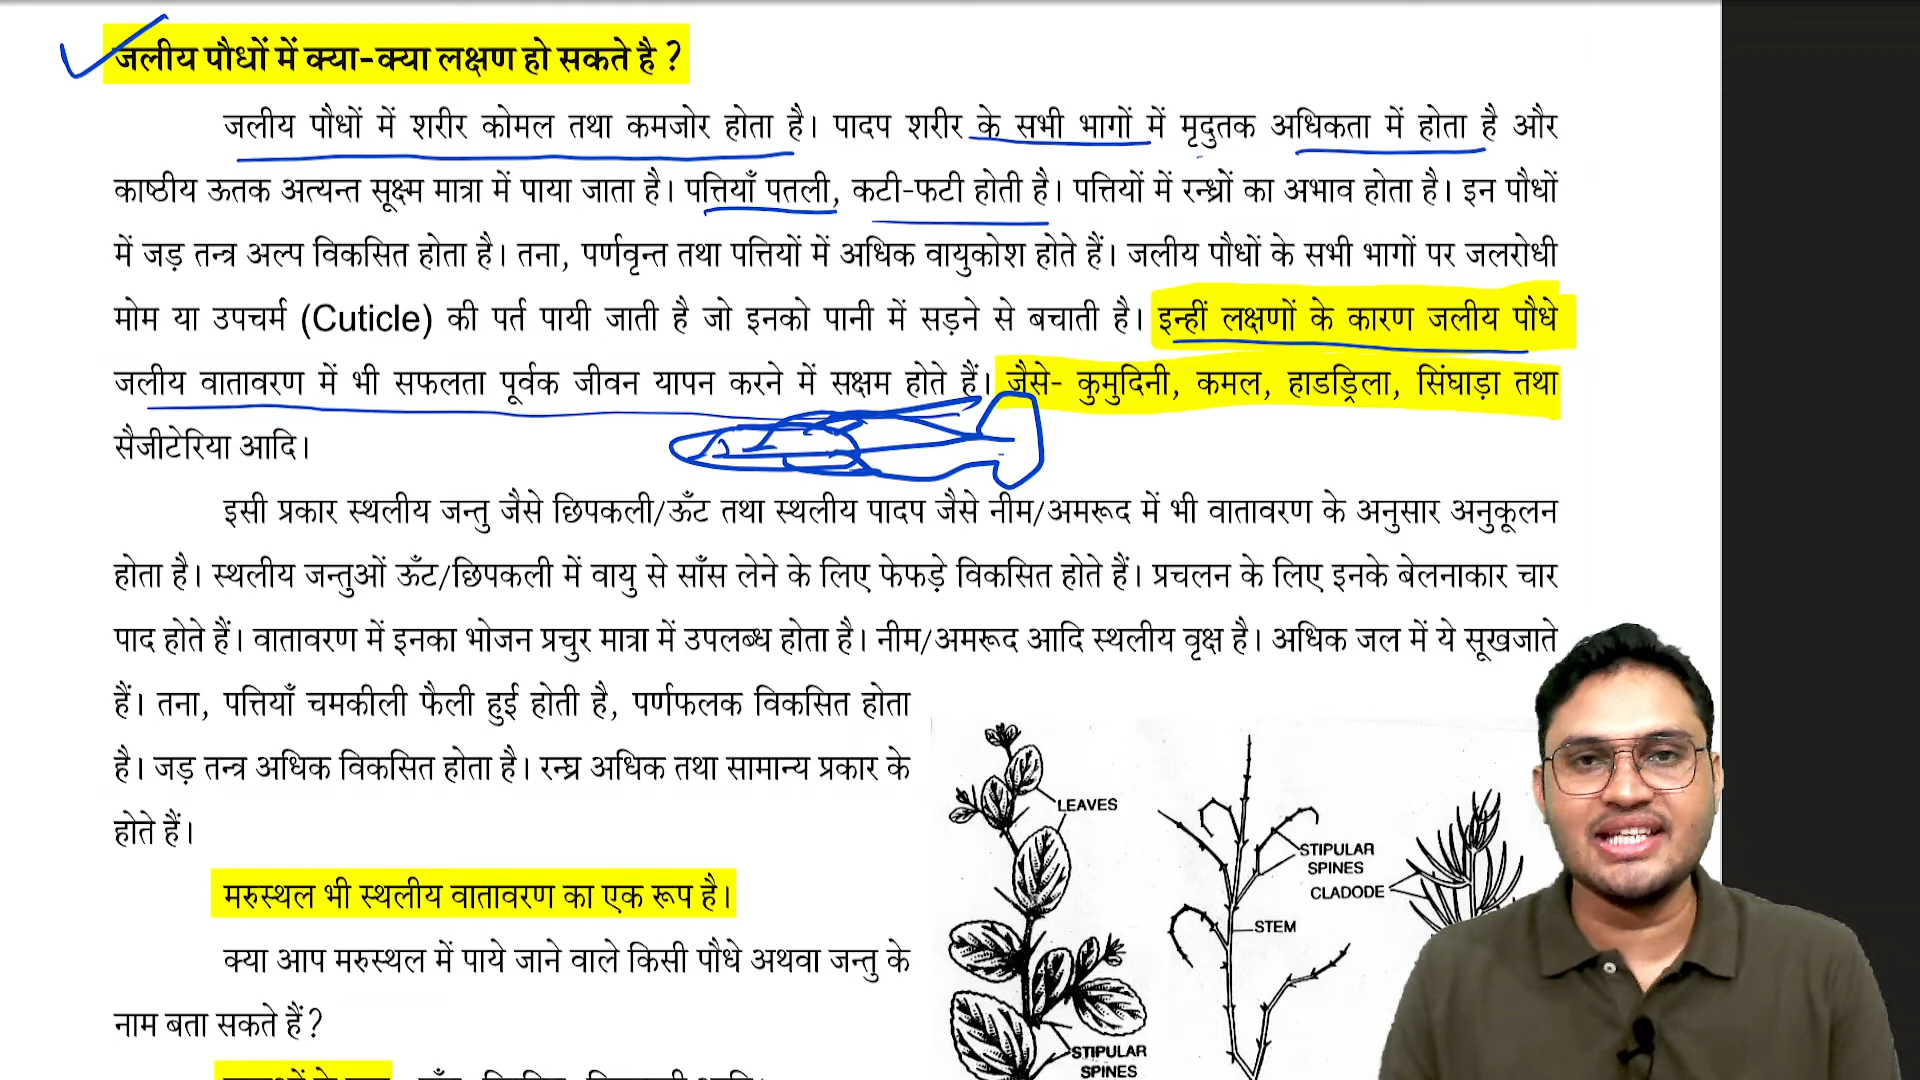 जलीय पौधों में क्या-क्या लक्षण हो सकते है ?
जलीय पौधों में शरीर कोमल तथा कमजोर होता है। पादप शरीर के सभी भागों में मृदुतक अधिकता में होता है और
काष्ठीय ऊतक अत्यन्त सूक्ष्म मात्रा में पाया जाता है। पत्तियाँ पतली, कटी-फटी होती है। पत्तियों में रन्ध्रों का अभाव होता है। इन पौधों
में जड़ तन्त्र अल्प विकसित होता है। तना, पर्णवृन्त तथा पत्तियों में अधिक वायुकोश होते हैं। जलीय पौधों के सभी भागों पर जलरोधी
मोम या उपचर्म (Cuticle) की पर्त पायी जाती है जो इनको पानी में सड़ने से बचाती है। इन्हीं लक्षणों के कारण जलीय पौधे
जलीय वातावरण में भी सफलता पूर्वक जीवन यापन करने में सक्षम होते हैं। जैसे- कुमुदिनी, कमल, हाडड्रिला, सिंघाड़ा तथा
सैजीटेरिया आदि।
इसी प्रकार स्थलीय जन्तु जैसे छिपकली/ऊँट तथा स्थलीय पादप जैसे नीम/अमरूद में भी वातावरण के अनुसार अनुकूलन
होता है। स्थलीय जन्तुओं ऊँट/छिपकली में वायु से साँस लेने के लिए फेफड़े विकसित होते हैं। प्रचलन के लिए इनके बेलनाकार चार
पाद होते हैं। वातावरण में इनका भोजन प्रचुर मात्रा में उपलब्ध होता है। नीम/अमरूद आदि स्थलीय वृक्ष है। अधिक जल में ये सूखजाते
हैं। तना, पत्तियाँ चमकीली फैली हुई होती है, पर्णफलक विकसित होता
है। जड़ तन्त्र अधिक विकसित होता है। रन्ध्र अधिक तथा सामान्य प्रकार के
होते हैं।
मरुस्थल भी स्थलीय वातावरण का एक रूप है।
क्या आप मरुस्थल में पाये जाने वाले किसी पौधे अथवा जन्तु के
नाम बता सकते हैं?
LEAVES
STIPULAR
SPINES
CLADODE
STEM
STIPULAR
SPINES